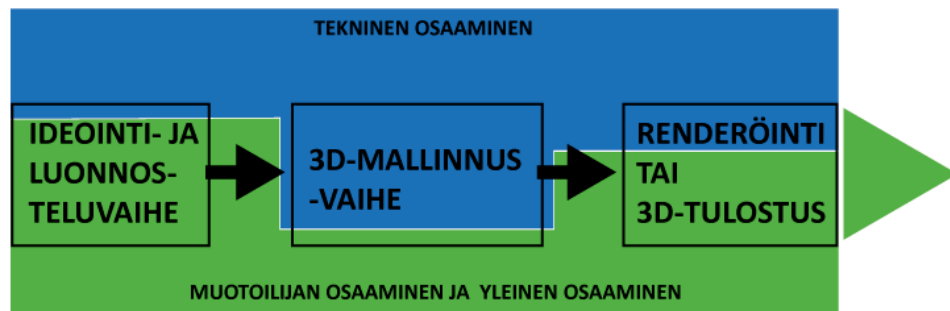 TEKNINEN OSAAMINEN
IDEOINTI- JA
LUONNOS-
TELUVAIHE
3D-MALLINNUS
-VAIHE
RENDERÖINTI
TAI
3D-TULOSTUS
MUOTOILIJAN OSAAMINEN JA YLEINEN OSAAMINEN